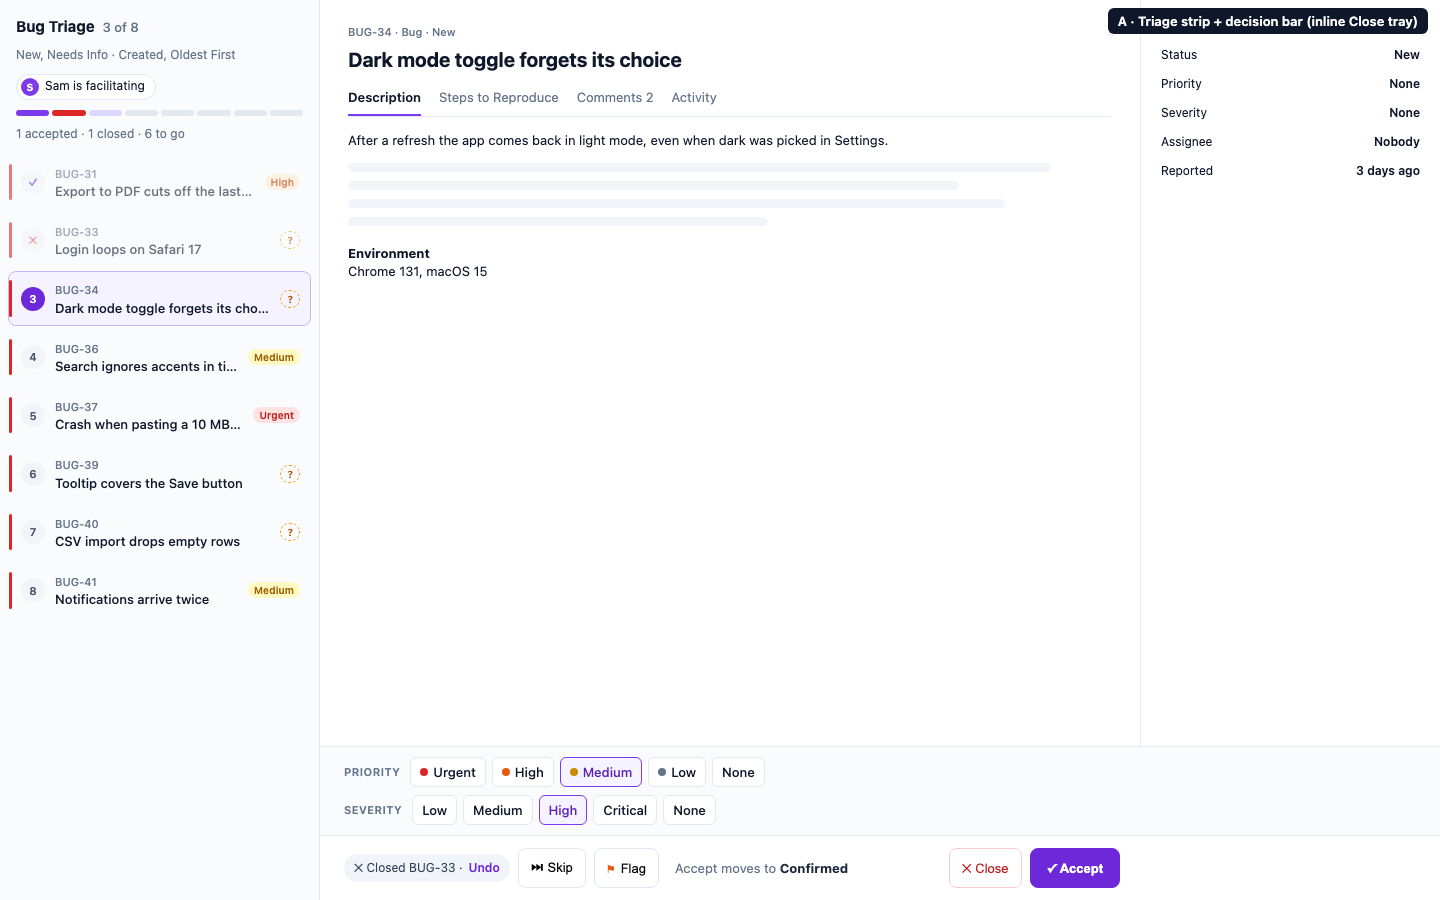 Bug Triage 3 of 8
New, Needs Info · Created, Oldest First
S Sam is facilitating
1 accepted · 1 closed · 6 to go
BUG-31
Export to PDF cuts off the last...
High
BUG-33
Login loops on Safari 17
?
3
BUG-34
Dark mode toggle forgets its cho...
?
4
BUG-36
Search ignores accents in ti...
Medium
5
BUG-37
Crash when pasting a 10 MB...
Urgent
6
BUG-39
Tooltip covers the Save button
?
7
BUG-40
CSV import drops empty rows
?
8
BUG-41
Notifications arrive twice
Medium
BUG-34 · Bug · New
Dark mode toggle forgets its choice
Description Steps to Reproduce Comments 2 Activity
After a refresh the app comes back in light mode, even when dark was picked in Settings.
Environment
Chrome 131, macOS 15
A · Triage strip + decision bar (inline Close tray)
Status New
Priority None
Severity None
Assignee Nobody
Reported 3 days ago
PRIORITY Urgent High Medium Low None
SEVERITY Low Medium High Critical None
✕ Closed BUG-33 · Undo ⏭ Skip ⚑ Flag Accept moves to Confirmed ✕ Close ✓ Accept